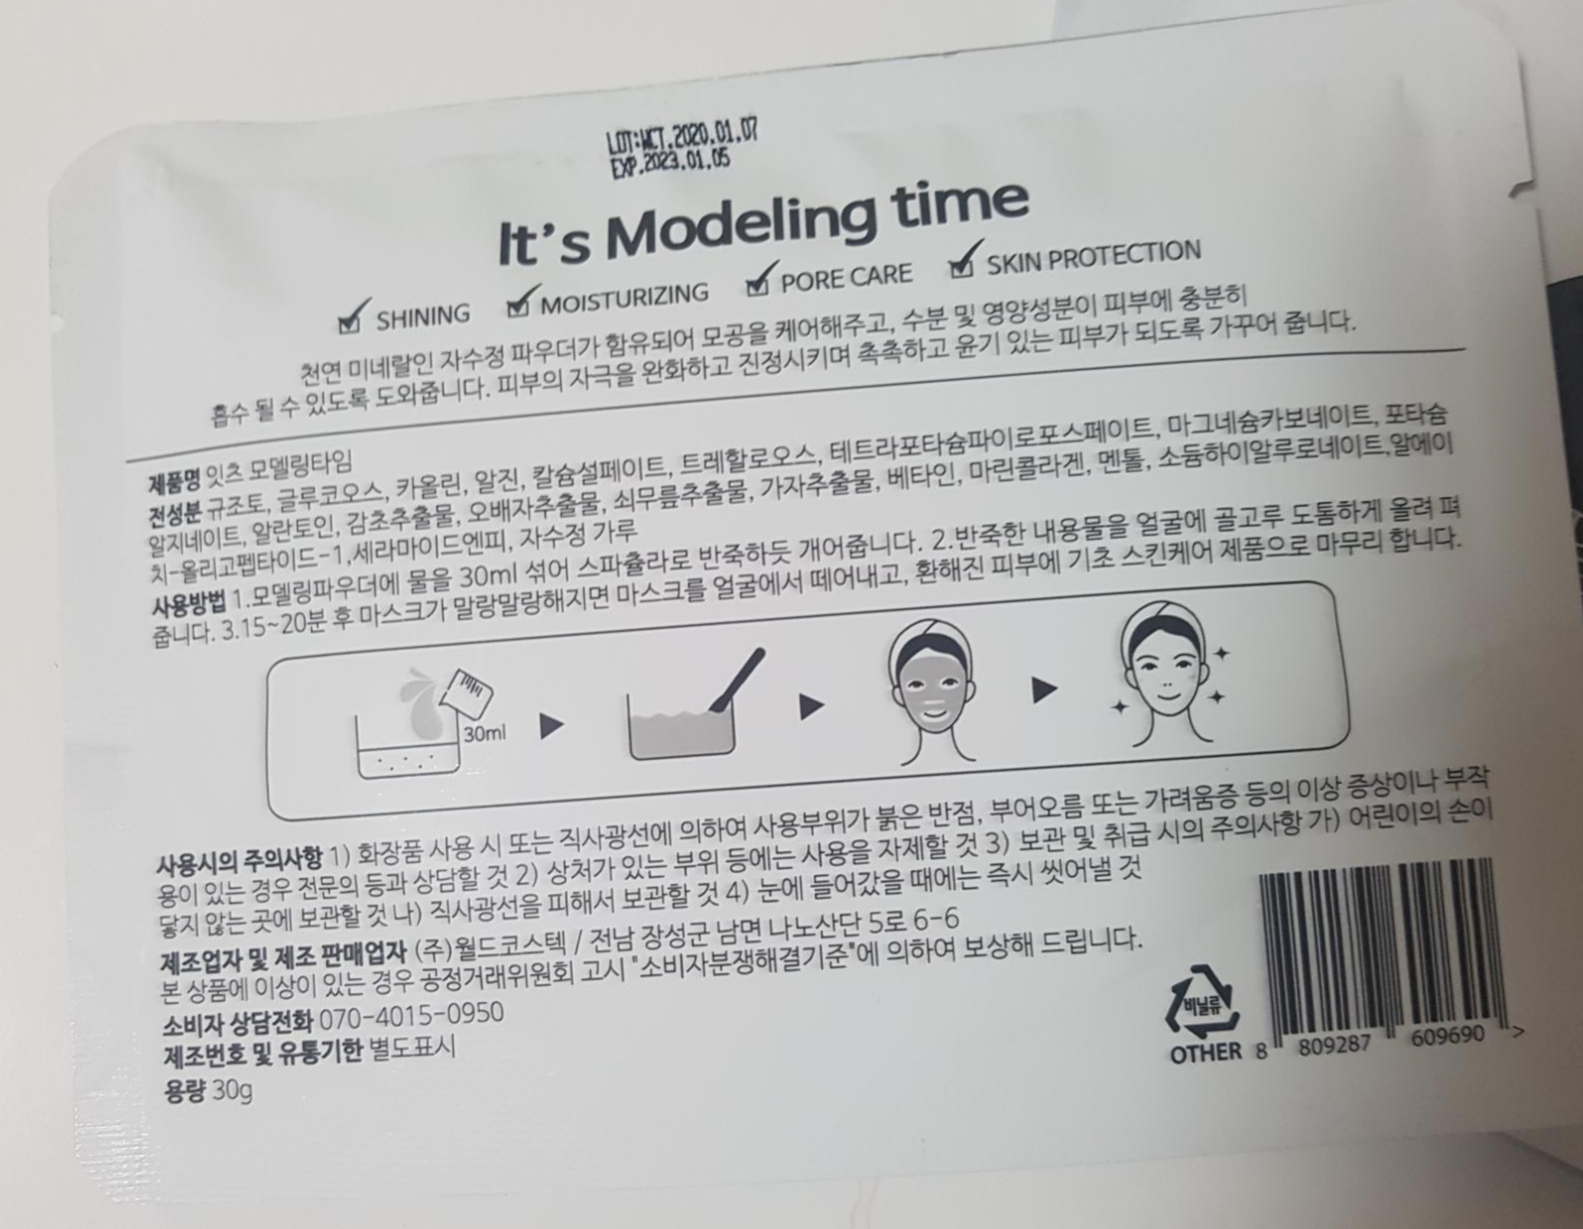 LOT:WCT.2020.01.07
EXP.2023.01.05
It's Modeling time
SHINING MOISTURIZING PORE CARE SKIN PROTECTION
천연 미네랄인 자수정 파우더가 함유되어 모공을 케어해주고, 수분 및 영양성분이 피부에 충분히
흡수 될 수 있도록 도와줍니다. 피부의 자극을 완화하고 진정시키며 촉촉하고 윤기 있는 피부가 되도록 가꾸어 줍니다.
제품명 잇츠 모델링타임
전성분 규조토, 글루코오스, 카올린, 알진, 칼슘설페이트, 트레할로오스, 테트라포타슘파이로포스페이트, 마그네슘카보네이트, 포타슘
알지네이트, 알란토인, 감초추출물, 오배자추출물, 쇠무릎추출물, 가자추출물, 베타인, 마린콜라겐, 멘톨, 소듐하이알루로네이트,알에이
치-올리고펩타이드-1,세라마이드엔피, 자수정 가루
사용방법 1.모델링파우더에 물을 30ml 섞어 스파츌라로 반죽하듯 개어줍니다. 2.반죽한 내용물을 얼굴에 골고루 도톰하게 올려 펴
줍니다. 3.15~20분 후 마스크가 말랑말랑해지면 마스크를 얼굴에서 떼어내고, 환해진 피부에 기초 스킨케어 제품으로 마무리 합니다.
30ml
사용시의 주의사항 1) 화장품 사용 시 또는 직사광선에 의하여 사용부위가 붉은 반점, 부어오름 또는 가려움증 등의 이상 증상이나 부작
용이 있는 경우 전문의 등과 상담할 것 2) 상처가 있는 부위 등에는 사용을 자제할 것 3) 보관 및 취급 시의 주의사항 가) 어린이의 손이
닿지 않는 곳에 보관할 것 나) 직사광선을 피해서 보관할 것 4) 눈에 들어갔을 때에는 즉시 씻어낼 것
제조업자 및 제조 판매업자 (주)월드코스텍 / 전남 장성군 남면 나노산단 5로 6-6
본 상품에 이상이 있는 경우 공정거래위원회 고시 "소비자분쟁해결기준"에 의하여 보상해 드립니다.
소비자 상담전화 070-4015-0950
제조번호 및 유통기한 별도표시
용량 30g
비닐류
OTHER
8 809287 609690 >